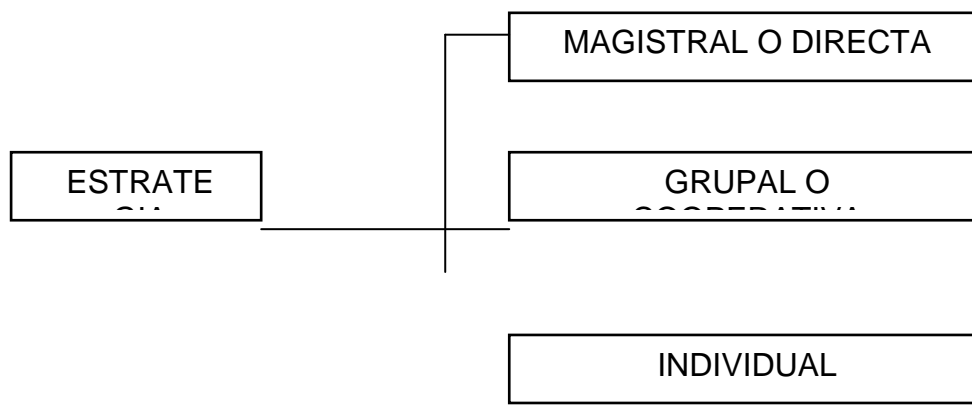 MAGISTRAL O DIRECTA
ESTRATE
GRUPAL O
INDIVIDUAL